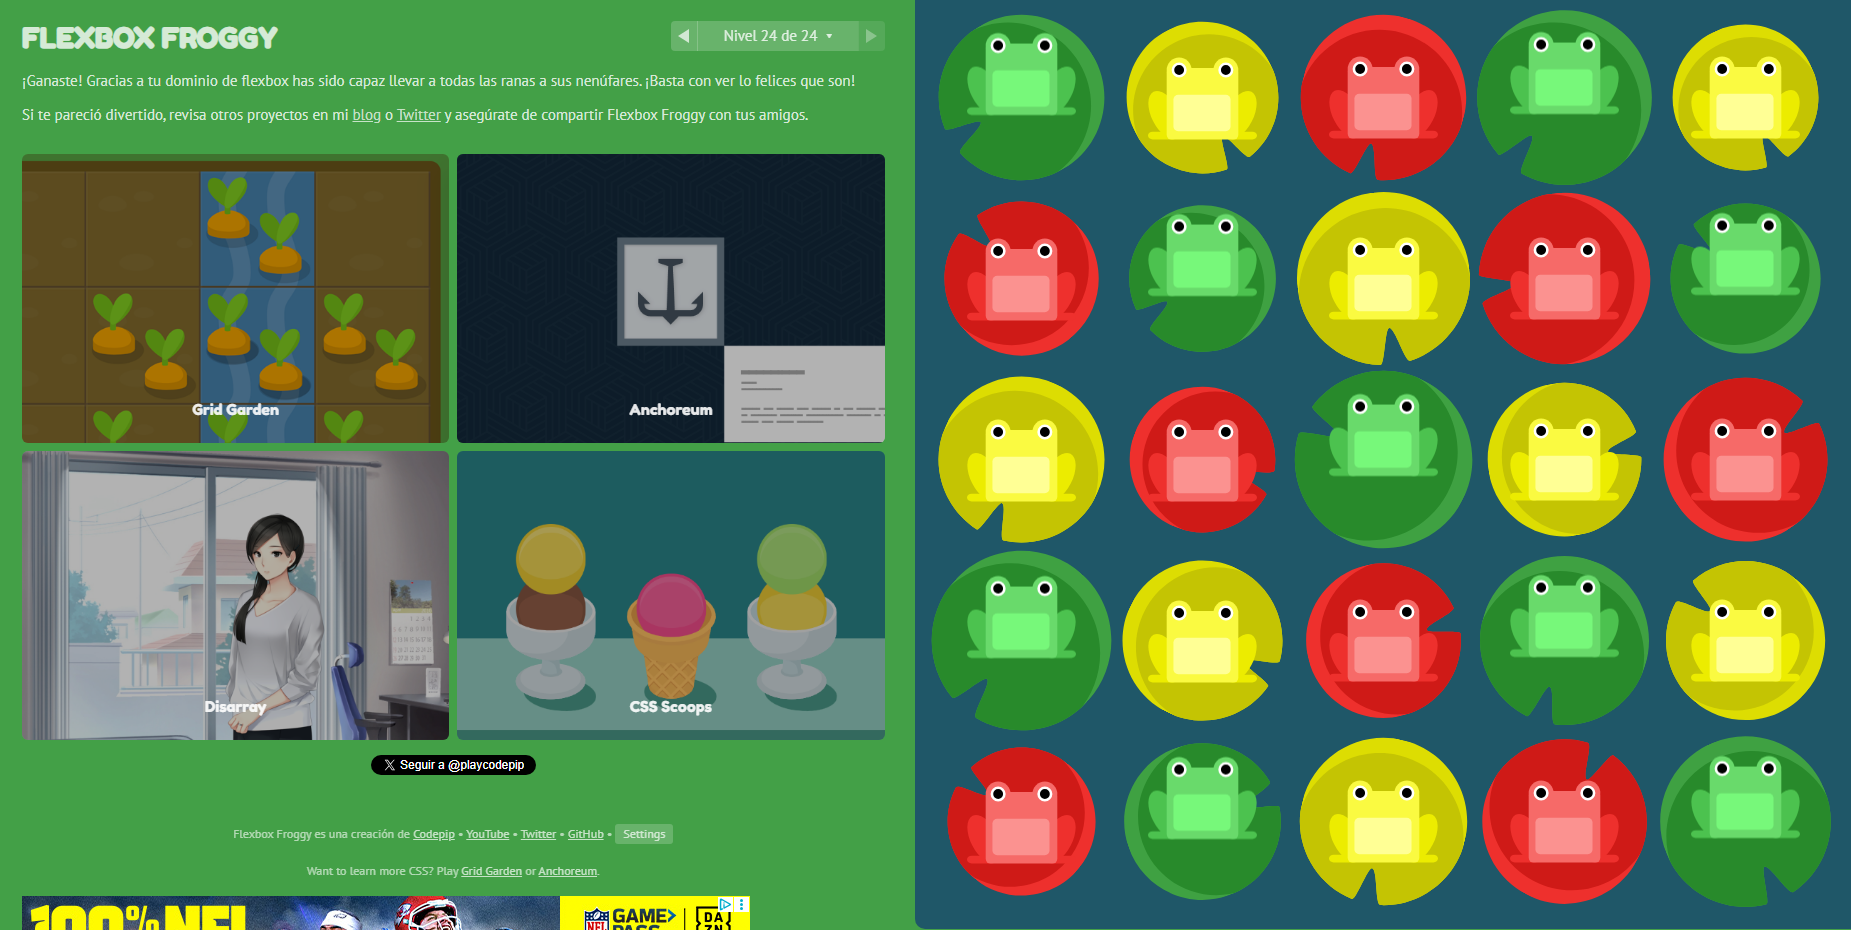 FLEXBOX FROGGY
Nivel 24 de 24
¡Ganaste! Gracias a tu dominio de flexbox has sido capaz llevar a todas las ranas a sus nenúfares. ¡Basta con ver lo felices que son!
Si te pareció divertido, revisa otros proyectos en mi blog o Twitter y asegúrate de compartir Flexbox Froggy con tus amigos.
Grid Garden
Anchoreum
Disarray
CSS Scoops
Seguir a @playcodepip
Flexbox Froggy es una creación de Codepip • YouTube • Twitter • GitHub • Settings
Want to learn more CSS? Play Grid Garden or Anchoreum.
100% NFL
NFL GAME PASS
DAZN